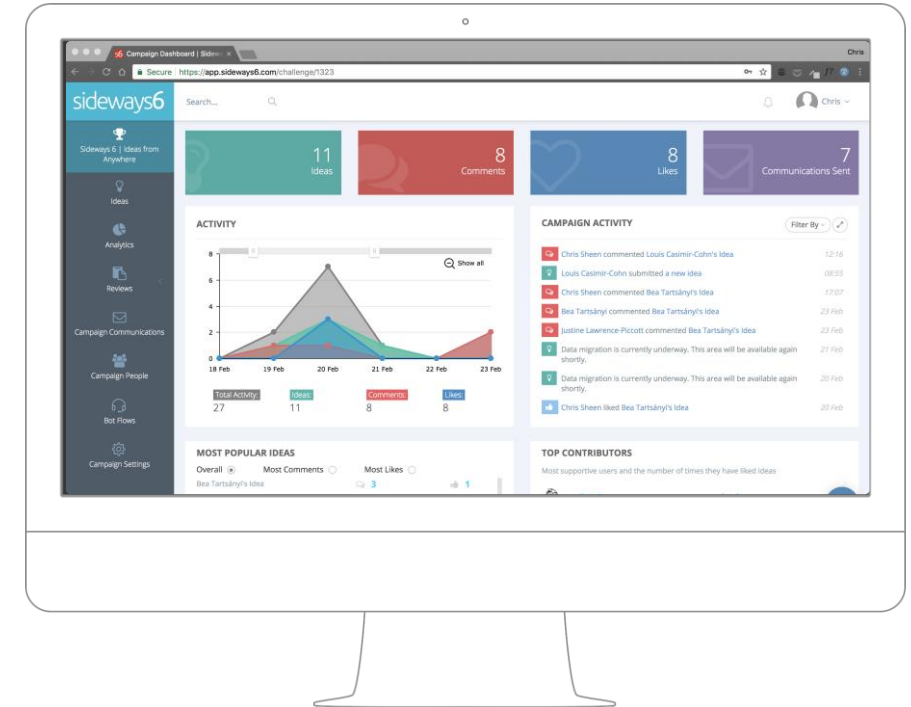 s6 Campaign Dashboard | Sidew
Chris
Secure https://app.sideways6.com/challenge/1323
sideways6
Search...
Chris
Sideways 6 | Ideas from
Anywhere
Ideas
Analytics
Reviews
Campaign Communications
Campaign People
Bot Flows
Campaign Settings
11
Ideas
8
Comments
8
Likes
7
Communications Sent
ACTIVITY
Show all
8
6
4
2
0
18 Feb 19 Feb 20 Feb 21 Feb 22 Feb 23 Feb
Total Activity: Ideas: Comments: Likes:
27 11 8 8
CAMPAIGN ACTIVITY
Filter By
Chris Sheen commented Louis Casimir-Cohn's Idea 12:16
Louis Casimir-Cohn submitted a new idea 08:55
Chris Sheen commented Bea Tartsányi's Idea 17:07
Bea Tartsányi commented Bea Tartsányi's Idea 23 Feb
Justine Lawrence-Piccott commented Bea Tartsányi's Idea 23 Feb
Data migration is currently underway. This area will be available again 21 Feb
shortly.
Data migration is currently underway. This area will be available again 20 Feb
shortly.
Chris Sheen liked Bea Tartsányi's Idea 20 Feb
MOST POPULAR IDEAS
Overall Most Comments Most Likes
Bea Tartsányi's Idea 3 1
TOP CONTRIBUTORS
Most supportive users and the number of times they have liked ideas